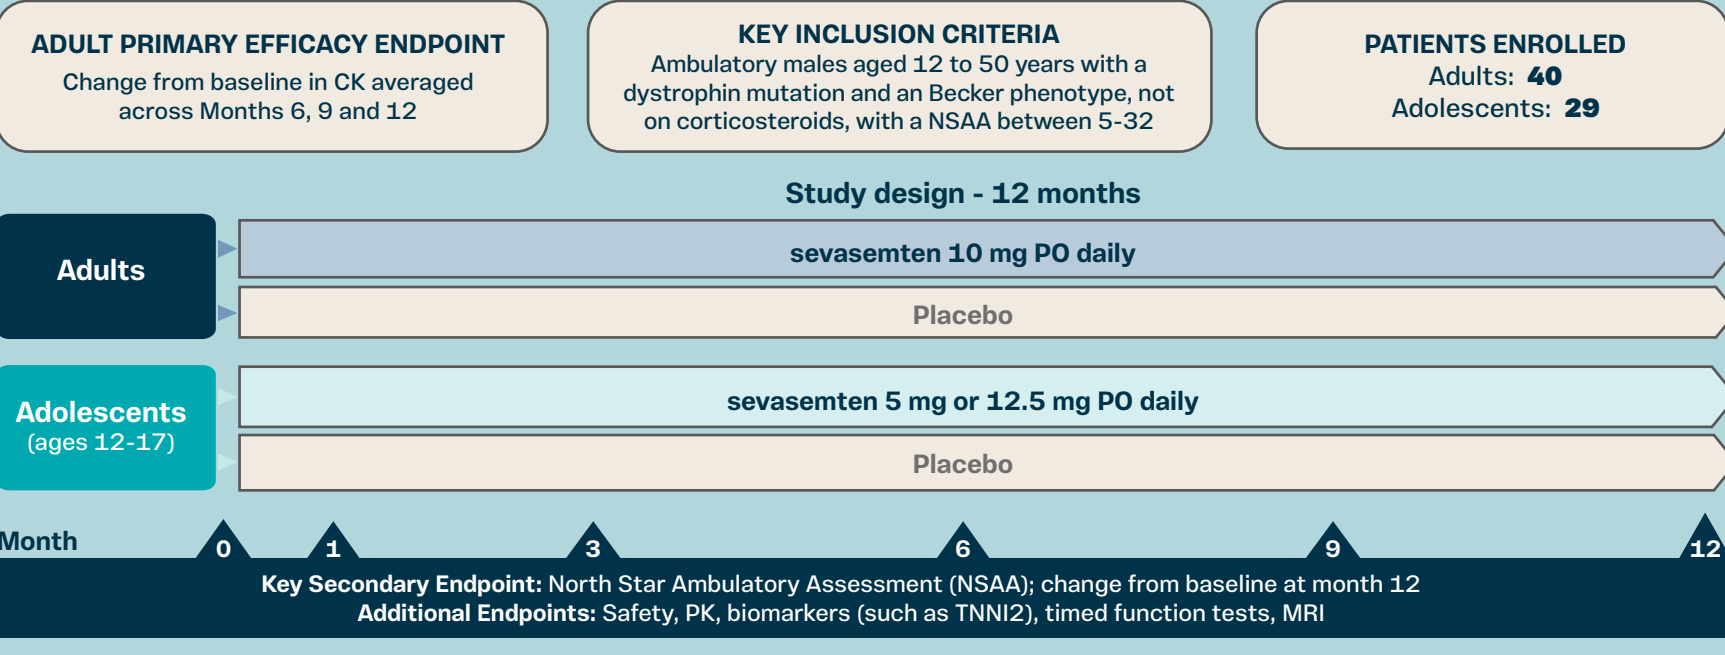 ADULT PRIMARY EFFICACY ENDPOINT
Change from baseline in CK averaged
across Months 6, 9 and 12
KEY INCLUSION CRITERIA
Ambulatory males aged 12 to 50 years with a
dystrophin mutation and an Becker phenotype, not
on corticosteroids, with a NSAA between 5-32
PATIENTS ENROLLED
Adults: 40
Adolescents: 29
Study design - 12 months
Adults
sevasemten 10 mg PO daily
Placebo
Adolescents
(ages 12-17)
sevasemten 5 mg or 12.5 mg PO daily
Placebo
Month 0 1 3 6 9 12
Key Secondary Endpoint: North Star Ambulatory Assessment (NSAA); change from baseline at month 12
Additional Endpoints: Safety, PK, biomarkers (such as TNNI2), timed function tests, MRI